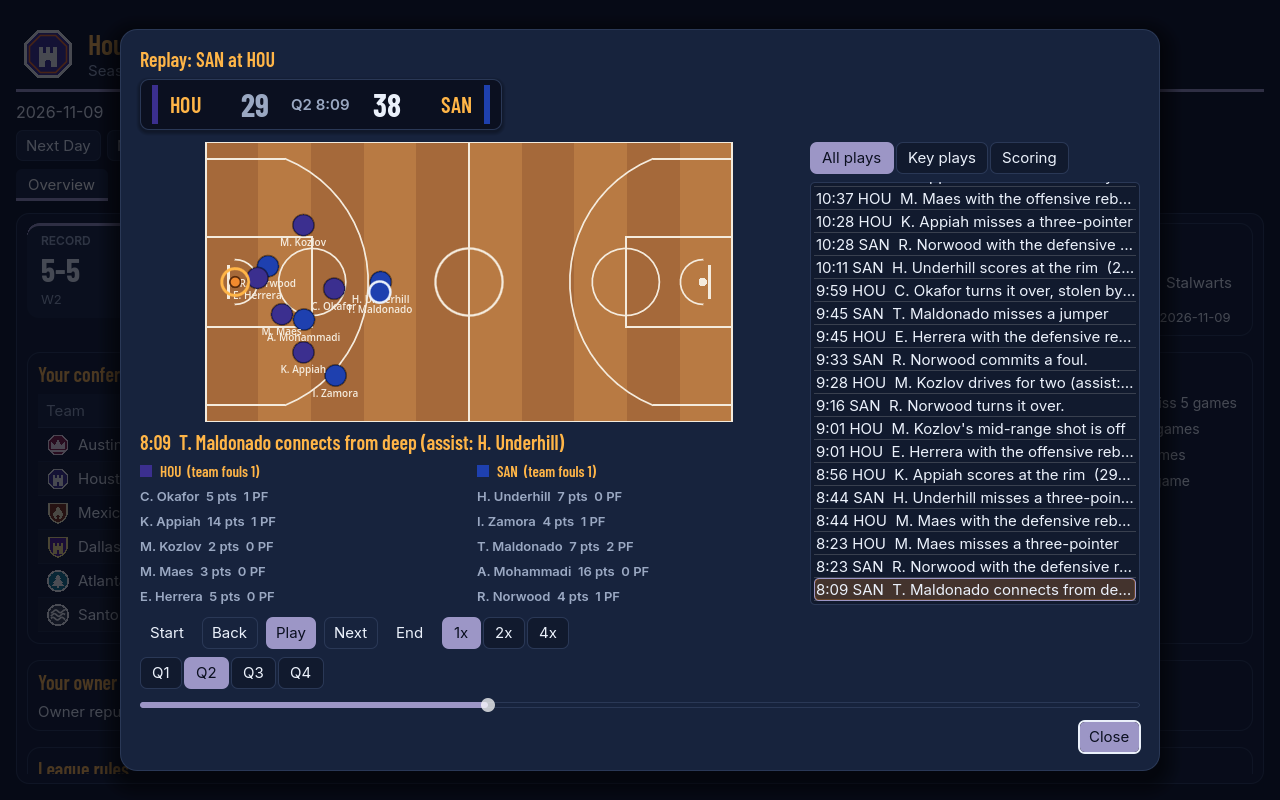 Hou
Seas
2026-11-09
Next Day
Overview
RECORD
5-5
W2
Your confer
Team
Austin
Houst
Mexic
Dallas
Atlant
Santo
Your owner
Owner repu
League rules
Stalwarts
2026-11-09
iss 5 games
games
mes
ame
Replay: SAN at HOU
HOU 29 Q2 8:09 38 SAN
M. Kozlov
E. Herrera
C. Okafor
T. Maldonado
M. Maes
A. Mohammadi
K. Appiah
I. Zamora
8:09 T. Maldonado connects from deep (assist: H. Underhill)
HOU (team fouls 1)
C. Okafor 5 pts 1 PF
K. Appiah 14 pts 1 PF
M. Kozlov 2 pts 0 PF
M. Maes 3 pts 0 PF
E. Herrera 5 pts 0 PF
SAN (team fouls 1)
H. Underhill 7 pts 0 PF
I. Zamora 4 pts 1 PF
T. Maldonado 7 pts 2 PF
A. Mohammadi 16 pts 0 PF
R. Norwood 4 pts 1 PF
Start Back Play Next End 1x 2x 4x
Q1 Q2 Q3 Q4
All plays Key plays Scoring
10:37 HOU M. Maes with the offensive reb...
10:28 HOU K. Appiah misses a three-pointer
10:28 SAN R. Norwood with the defensive ...
10:11 SAN H. Underhill scores at the rim (2...
9:59 HOU C. Okafor turns it over, stolen by...
9:45 SAN T. Maldonado misses a jumper
9:45 HOU E. Herrera with the defensive re...
9:33 SAN R. Norwood commits a foul.
9:28 HOU M. Kozlov drives for two (assist:...
9:16 SAN R. Norwood turns it over.
9:01 HOU M. Kozlov's mid-range shot is off
9:01 HOU E. Herrera with the offensive reb...
8:56 HOU K. Appiah scores at the rim (29...
8:44 SAN H. Underhill misses a three-poin...
8:44 HOU M. Maes with the defensive reb...
8:23 HOU M. Maes misses a three-pointer
8:23 SAN R. Norwood with the defensive r...
8:09 SAN T. Maldonado connects from de...
Close